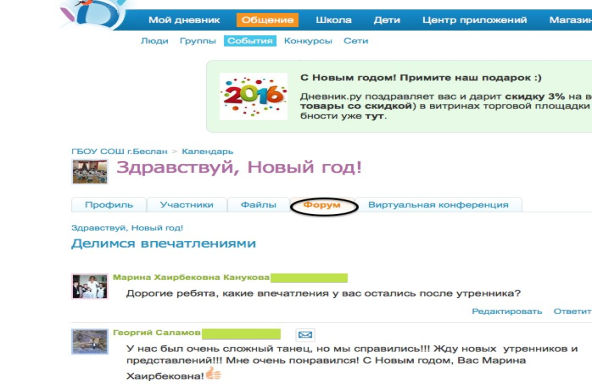 Мой дневник Общение Школа Дети Центр приложений Магазин
Люди Группы События Конкурсы Сети
2016
С Новым годом! Примите наш подарок :)
Дневник.ру поздравляет вас и дарит скидку 3% на в
товары со скидкой) в витринах торговой площадки
бности уже тут.
ГБОУ СОШ г.Беслан > Календарь
Здравствуй, Новый год!
Профиль Участники Файлы Форум Виртуальная конференция
Здравствуй, Новый год!
Делимся впечатлениями
Марина Хаирбековна Канукова
Дорогие ребята, какие впечатления у вас остались после утренника?
Редактировать Ответит
Георгий Саламов
У нас был очень сложный танец, но мы справились!!! Жду новых утренников и
представлений!!! Мне очень понравился! С Новым годом, Вас Марина
Хаирбековна!